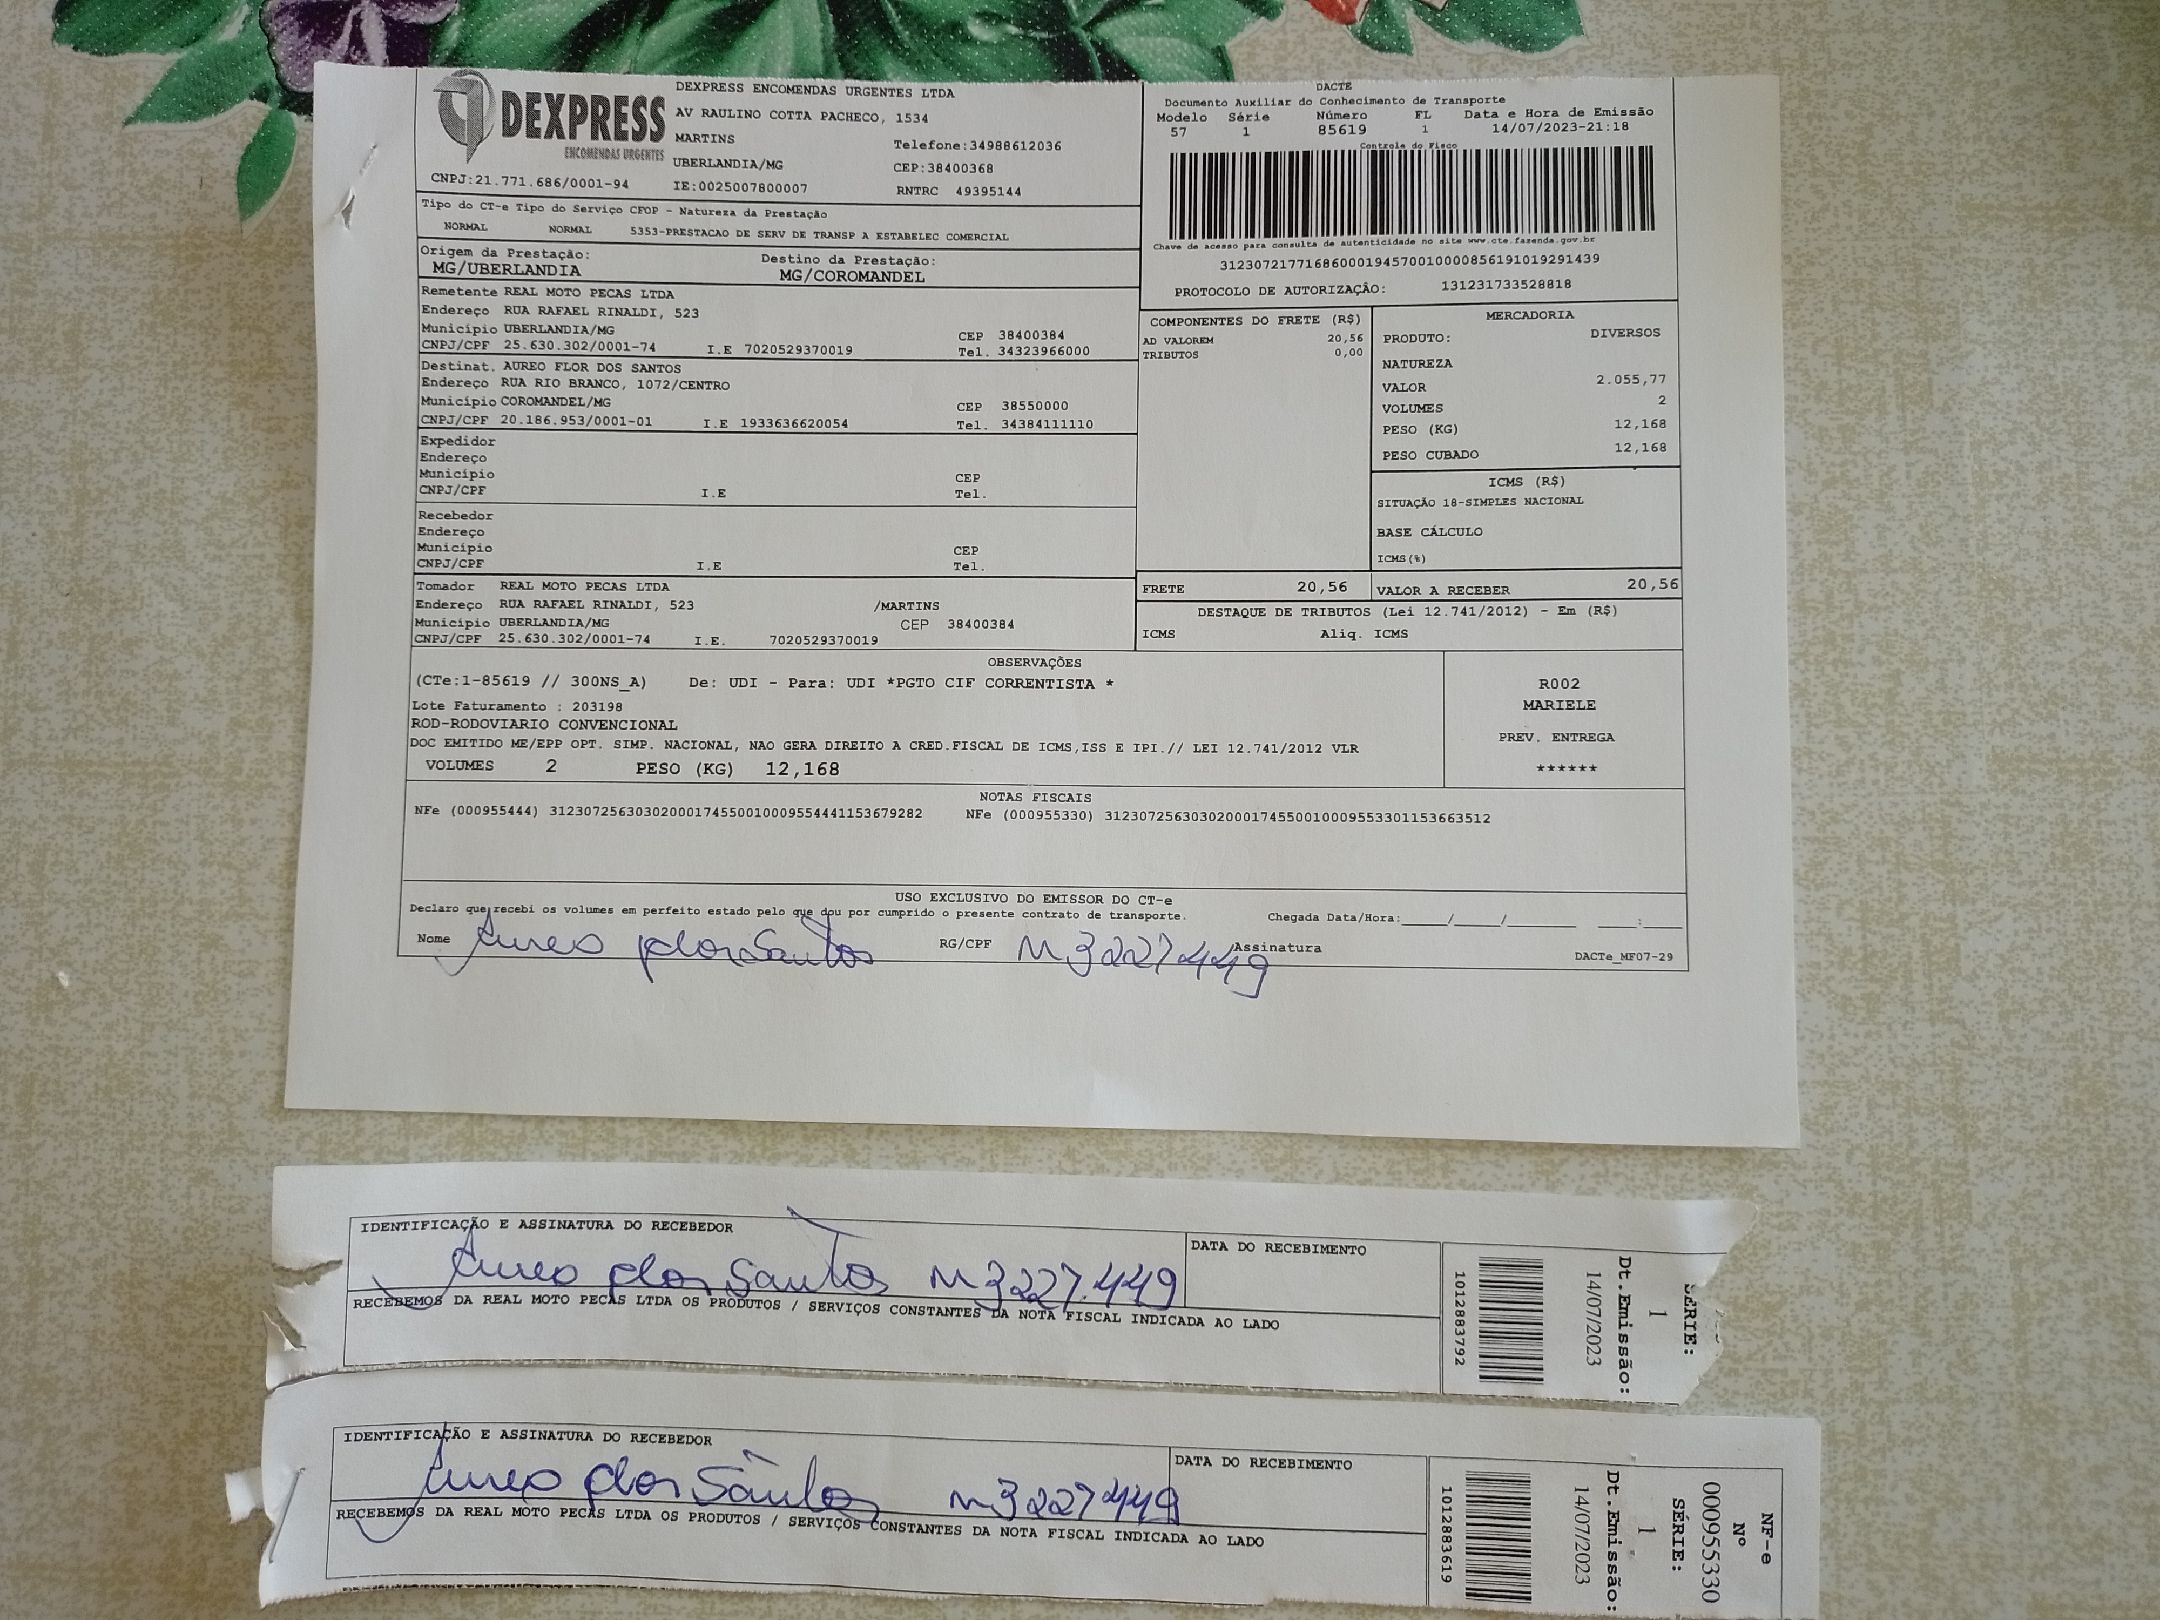 DEXPRESS
ENCOMENDAS URGENTES
CNPJ:21.771.686/0001-94
DEXPRESS ENCOMENDAS URGENTES LTDA
AV RAULINO COTTA PACHECO, 1534
MARTINS Telefone:34988612036
UBERLANDIA/MG CEP:38400368
IE:0025007800007 RNTRC 49395144
DACTE
Documento Auxiliar do Conhecimento de Transporte
Modelo Série Número FL Data e Hora de Emissão
57 1 85619 1 14/07/2023-21:18
Controle do Fisco
Chave de acesso para consulta de autenticidade no site www.cte.fazenda.gov.br
31230721771686000194570010000856191019291439
PROTOCOLO DE AUTORIZAÇÃO: 131231733528818
Tipo do CT-e Tipo do Serviço CFOP - Natureza da Prestação
NORMAL NORMAL 5353-PRESTACAO DE SERV DE TRANSP A ESTABELEC COMERCIAL
Origem da Prestação: Destino da Prestação:
MG/UBERLANDIA MG/COROMANDEL
Remetente REAL MOTO PECAS LTDA
Endereço RUA RAFAEL RINALDI, 523
Município UBERLANDIA/MG CEP 38400384
CNPJ/CPF 25.630.302/0001-74 I.E 7020529370019 Tel. 34323966000
Destinat. AUREO FLOR DOS SANTOS
Endereço RUA RIO BRANCO, 1072/CENTRO
Município COROMANDEL/MG CEP 38550000
CNPJ/CPF 20.186.953/0001-01 I.E 1933636620054 Tel. 34384111110
Expedidor
Endereço
Município CEP
CNPJ/CPF I.E Tel.
Recebedor
Endereço
Município CEP
CNPJ/CPF I.E Tel.
Tomador REAL MOTO PECAS LTDA
Endereço RUA RAFAEL RINALDI, 523 /MARTINS
Município UBERLANDIA/MG CEP 38400384
CNPJ/CPF 25.630.302/0001-74 I.E. 7020529370019
COMPONENTES DO FRETE (R$)
AD VALOREM 20,56
TRIBUTOS 0,00
MERCADORIA
PRODUTO: DIVERSOS
NATUREZA
VALOR 2.055,77
VOLUMES 2
PESO (KG) 12,168
PESO CUBADO 12,168
ICMS (R$)
SITUAÇÃO 18-SIMPLES NACIONAL
BASE CÁLCULO
ICMS(%)
FRETE 20,56 VALOR A RECEBER 20,56
DESTAQUE DE TRIBUTOS (Lei 12.741/2012) - Em (R$)
ICMS Aliq. ICMS
OBSERVAÇÕES
(CTe:1-85619 // 300NS_A) De: UDI - Para: UDI *PGTO CIF CORRENTISTA *
Lote Faturamento : 203198
ROD-RODOVIARIO CONVENCIONAL
DOC EMITIDO ME/EPP OPT. SIMP. NACIONAL, NAO GERA DIREITO A CRED.FISCAL DE ICMS,ISS E IPI.// LEI 12.741/2012 VLR
VOLUMES 2 PESO (KG) 12,168
R002
MARIELE
PREV. ENTREGA
******
NOTAS FISCAIS
NFe (000955444) 31230725630302000174550010009554441153679282 NFe (000955330) 31230725630302000174550010009553301153663512
USO EXCLUSIVO DO EMISSOR DO CT-e
Declaro que recebi os volumes em perfeito estado pelo que dou por cumprido o presente contrato de transporte. Chegada Data/Hora:____/____/________ ____:____
Nome Aureo flor Santos RG/CPF M3227449 Assinatura
DACTe_MF07-29
IDENTIFICAÇÃO E ASSINATURA DO RECEBEDOR
Aureo dos Santos M3227.449
DATA DO RECEBIMENTO
RECEBEMOS DA REAL MOTO PECAS LTDA OS PRODUTOS / SERVIÇOS CONSTANTES DA NOTA FISCAL INDICADA AO LADO
1012883792
Dt.Emissão:
14/07/2023
SÉRIE:
1
IDENTIFICAÇÃO E ASSINATURA DO RECEBEDOR
Aureo dos Santos M3227449
DATA DO RECEBIMENTO
RECEBEMOS DA REAL MOTO PECAS LTDA OS PRODUTOS / SERVIÇOS CONSTANTES DA NOTA FISCAL INDICADA AO LADO
1012883619
NF-e
Nº
000955330
SÉRIE:
1
Dt.Emissão:
14/07/2023